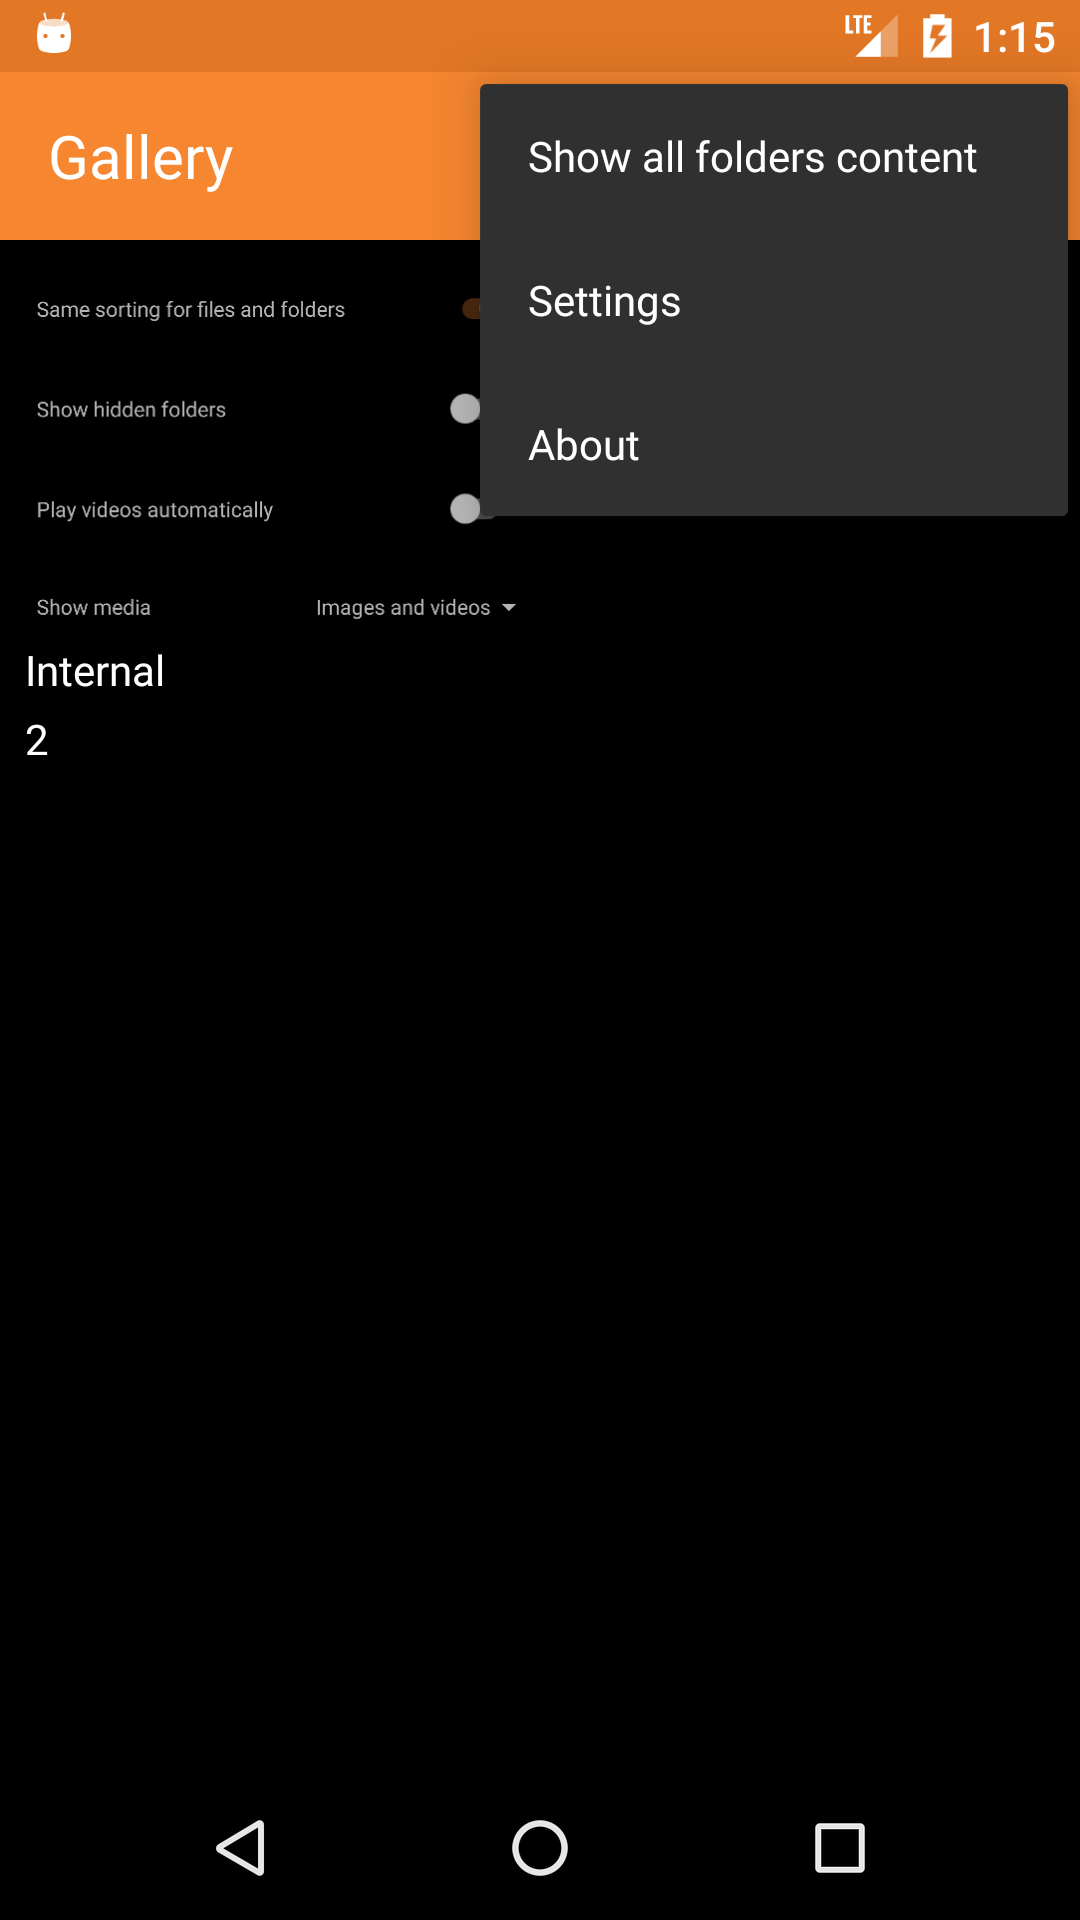 LTE 1:15
Gallery
Show all folders content
Settings
About
Same sorting for files and folders
Show hidden folders
Play videos automatically
Show media Images and videos
Internal
2